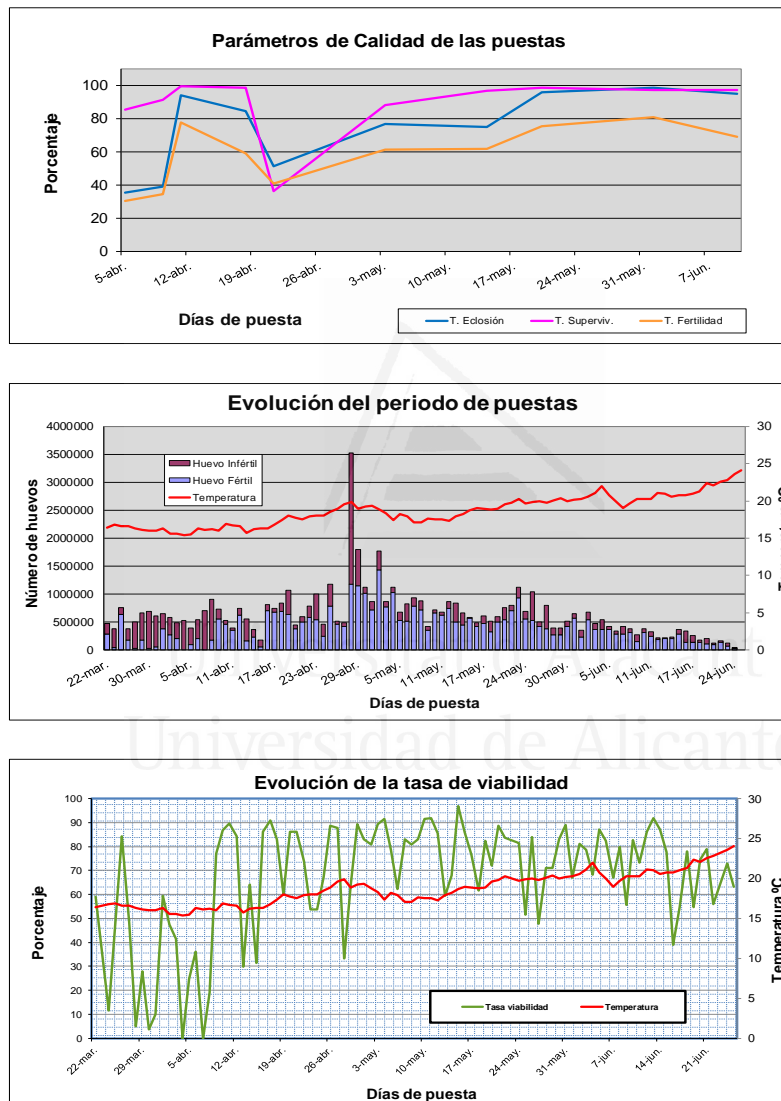 Parámetros de Calidad de las puestas
Porcentaje
100
80
60
40
20
0
5-abr.
12-abr.
19-abr.
26-abr.
3-may.
10-may.
17-may.
24-may.
31-may.
7-jun.
Días de puesta
T. Eclosión
T. Superviv.
T. Fertilidad
Evolución del periodo de puestas
Número de huevos
4000000
3500000
3000000
2500000
2000000
1500000
1000000
500000
0
Huevo Infértil
Huevo Fértil
Temperatura
30
25
20
15
10
5
0
22-mar.
30-mar.
5-abr.
11-abr.
17-abr.
23-abr.
29-abr.
5-may.
11-may.
17-may.
24-may.
30-may.
5-jun.
11-jun.
17-jun.
24-jun.
Días de puesta
Universidad de Alicante
Evolución de la tasa de viabilidad
Porcentaje
100
90
80
70
60
50
40
30
20
10
0
Tasa viabilidad
Temperatura
30
25
20
15
10
5
0
Temperatura ºC
22-mar.
29-mar.
5-abr.
12-abr.
19-abr.
26-abr.
3-may.
10-may.
17-may.
24-may.
31-may.
7-jun.
14-jun.
21-jun.
Días de puesta